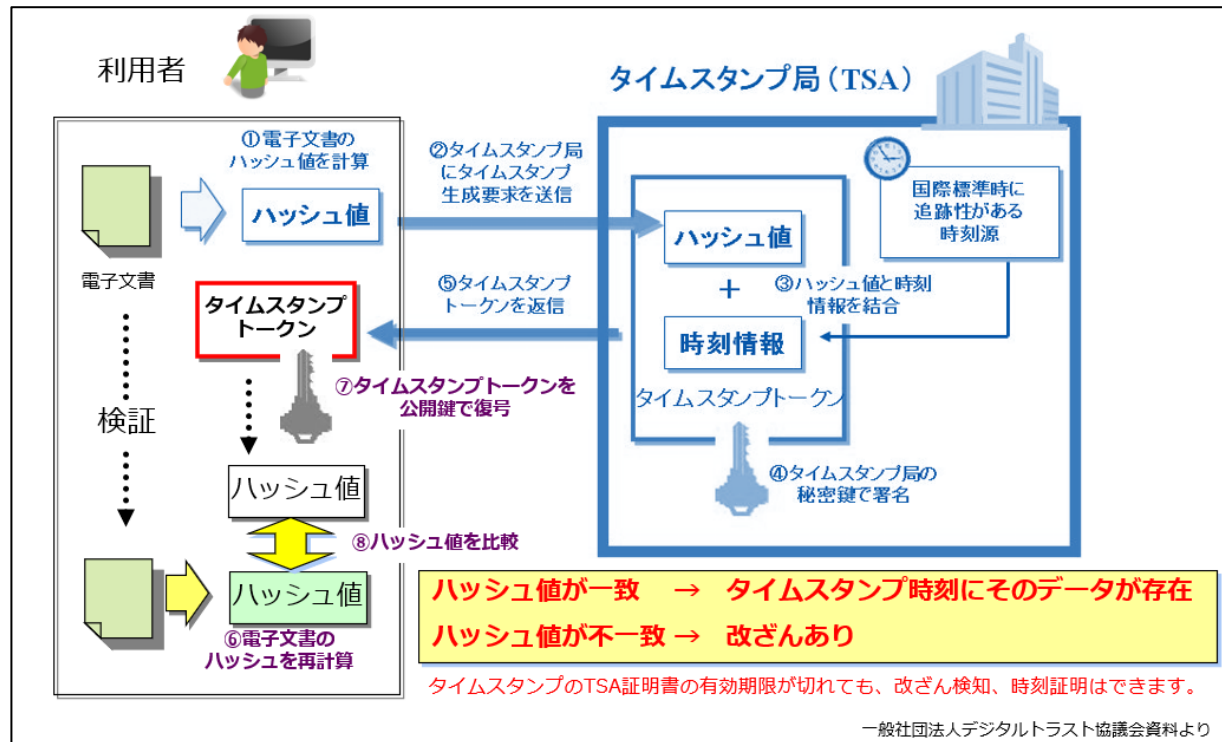 利用者
タイムスタンプ局（TSA）
①電子文書の
ハッシュ値を計算
ハッシュ値
電子文書
②タイムスタンプ局
にタイムスタンプ
生成要求を送信
国際標準時に
追跡性がある
時刻源
ハッシュ値
＋
③ハッシュ値と時刻
情報を結合
時刻情報
タイムスタンプトークン
④タイムスタンプ局の
秘密鍵で署名
⑤タイムスタンプ
トークンを返信
タイムスタンプ
トークン
⑦タイムスタンプトークンを
公開鍵で復号
検証
ハッシュ値
⑧ハッシュ値を比較
ハッシュ値
⑥電子文書の
ハッシュを再計算
ハッシュ値が一致　→　タイムスタンプ時刻にそのデータが存在
ハッシュ値が不一致 →　改ざんあり
タイムスタンプのTSA証明書の有効期限が切れても、改ざん検知、時刻証明はできます。
一般社団法人デジタルトラスト協議会資料より